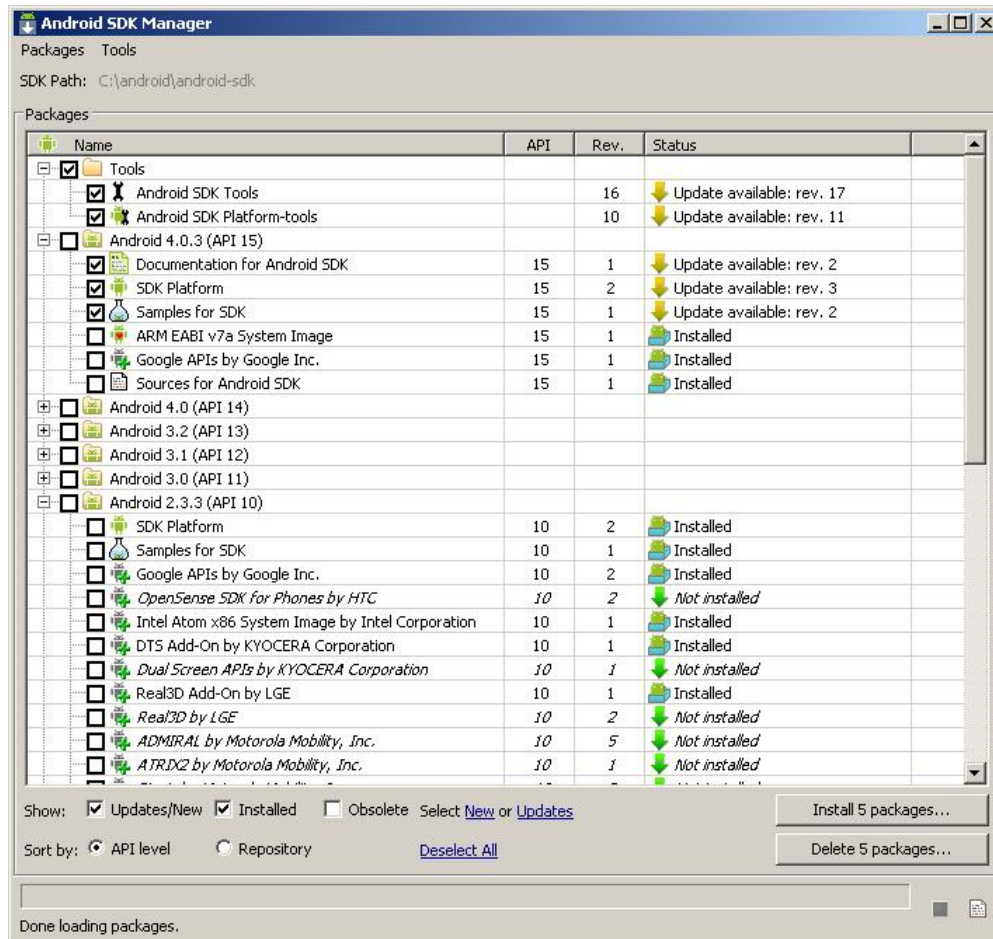 Android SDK Manager
Packages Tools
SDK Path: C:\android\android-sdk
Packages
Name API Rev. Status
Tools
Android SDK Tools 16 Update available: rev. 17
Android SDK Platform-tools 10 Update available: rev. 11
Android 4.0.3 (API 15)
Documentation for Android SDK 15 1 Update available: rev. 2
SDK Platform 15 2 Update available: rev. 3
Samples for SDK 15 1 Update available: rev. 2
ARM EABI v7a System Image 15 1 Installed
Google APIs by Google Inc. 15 1 Installed
Sources for Android SDK 15 1 Installed
Android 4.0 (API 14)
Android 3.2 (API 13)
Android 3.1 (API 12)
Android 3.0 (API 11)
Android 2.3.3 (API 10)
SDK Platform 10 2 Installed
Samples for SDK 10 1 Installed
Google APIs by Google Inc. 10 2 Installed
OpenSense SDK for Phones by HTC 10 2 Not installed
Intel Atom x86 System Image by Intel Corporation 10 1 Installed
DTS Add-On by KYOCERA Corporation 10 1 Installed
Dual Screen APIs by KYOCERA Corporation 10 1 Not installed
Real3D Add-On by LGE 10 1 Installed
Real3D by LGE 10 2 Not installed
ADMIRAL by Motorola Mobility, Inc. 10 5 Not installed
ATRIX2 by Motorola Mobility, Inc. 10 1 Not installed
Show: Updates/New Installed Obsolete Select New or Updates Install 5 packages...
Sort by: API level Repository Deselect All Delete 5 packages...
Done loading packages.